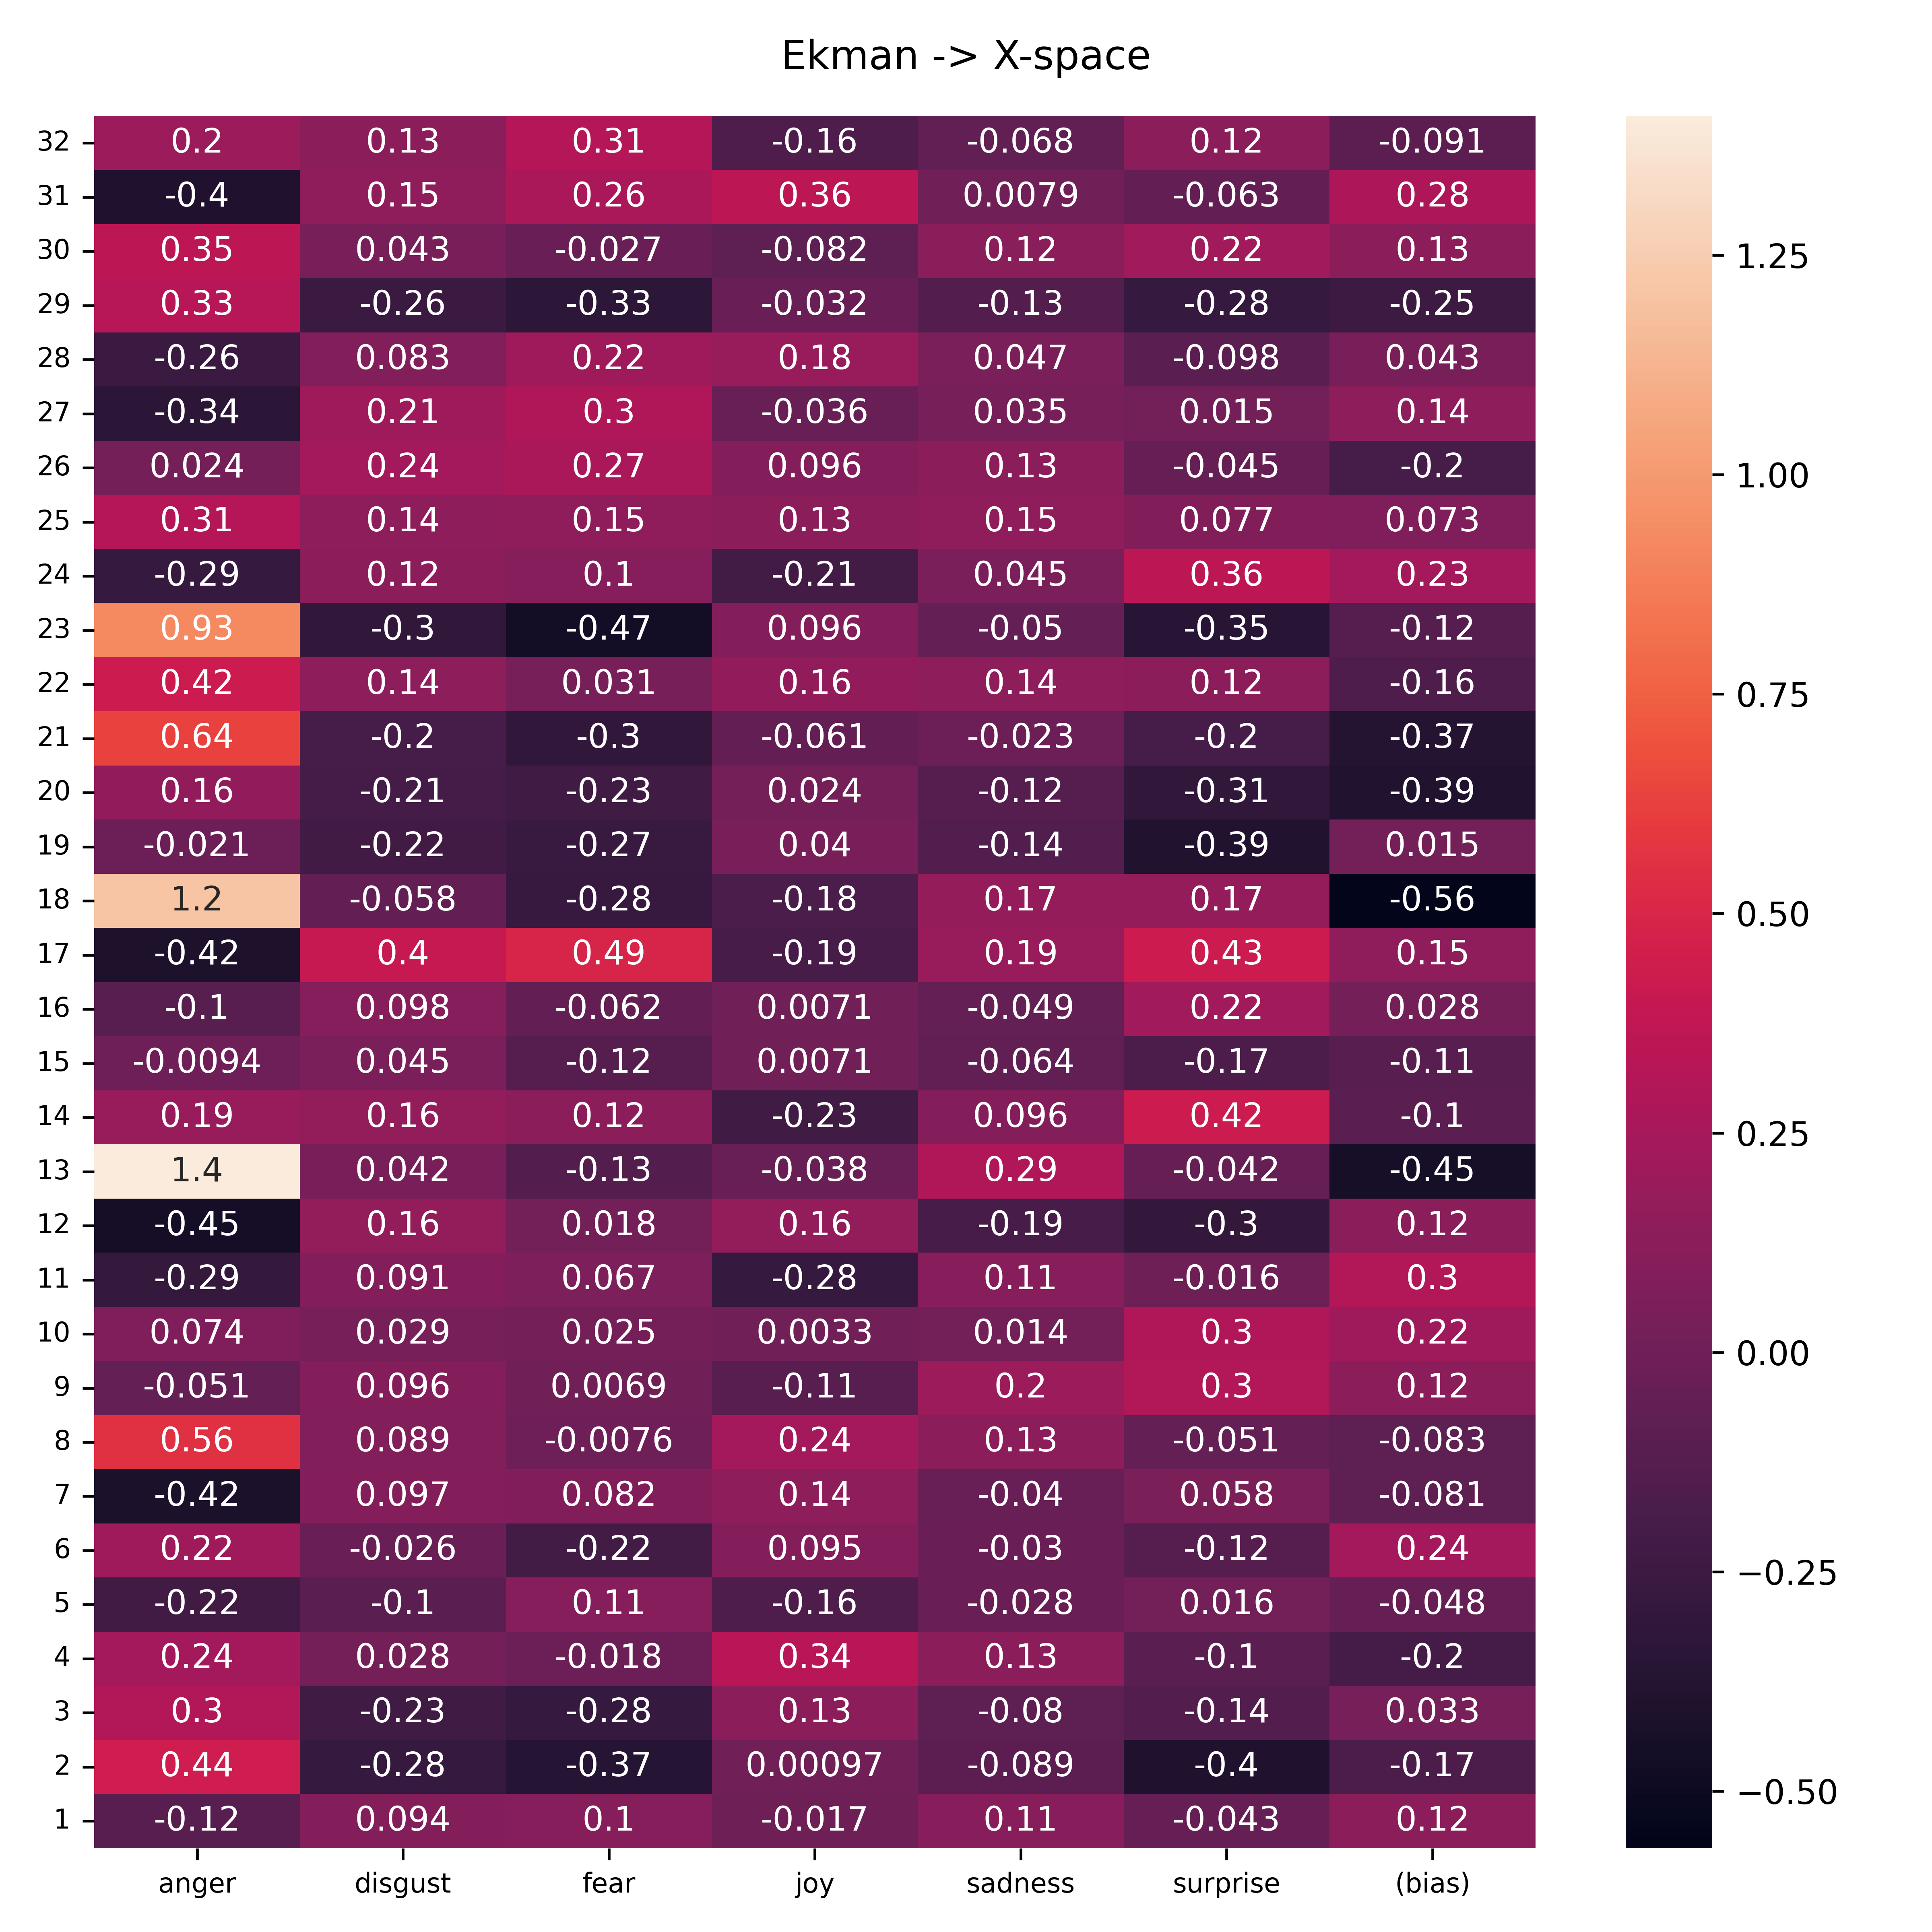 Ekman -> X-space
32 0.2 0.13 0.31 -0.16 -0.068 0.12 -0.091
31 -0.4 0.15 0.26 0.36 0.0079 -0.063 0.28
30 0.35 0.043 -0.027 -0.082 0.12 0.22 0.13
29 0.33 -0.26 -0.33 -0.032 -0.13 -0.28 -0.25
28 -0.26 0.083 0.22 0.18 0.047 -0.098 0.043
27 -0.34 0.21 0.3 -0.036 0.035 0.015 0.14
26 0.024 0.24 0.27 0.096 0.13 -0.045 -0.2
25 0.31 0.14 0.15 0.13 0.15 0.077 0.073
24 -0.29 0.12 0.1 -0.21 0.045 0.36 0.23
23 0.93 -0.3 -0.47 0.096 -0.05 -0.35 -0.12
22 0.42 0.14 0.031 0.16 0.14 0.12 -0.16
21 0.64 -0.2 -0.3 -0.061 -0.023 -0.2 -0.37
20 0.16 -0.21 -0.23 0.024 -0.12 -0.31 -0.39
19 -0.021 -0.22 -0.27 0.04 -0.14 -0.39 0.015
18 1.2 -0.058 -0.28 -0.18 0.17 0.17 -0.56
17 -0.42 0.4 0.49 -0.19 0.19 0.43 0.15
16 -0.1 0.098 -0.062 0.0071 -0.049 0.22 0.028
15 -0.0094 0.045 -0.12 0.0071 -0.064 -0.17 -0.11
14 0.19 0.16 0.12 -0.23 0.096 0.42 -0.1
13 1.4 0.042 -0.13 -0.038 0.29 -0.042 -0.45
12 -0.45 0.16 0.018 0.16 -0.19 -0.3 0.12
11 -0.29 0.091 0.067 -0.28 0.11 -0.016 0.3
10 0.074 0.029 0.025 0.0033 0.014 0.3 0.22
9 -0.051 0.096 0.0069 -0.11 0.2 0.3 0.12
8 0.56 0.089 -0.0076 0.24 0.13 -0.051 -0.083
7 -0.42 0.097 0.082 0.14 -0.04 0.058 -0.081
6 0.22 -0.026 -0.22 0.095 -0.03 -0.12 0.24
5 -0.22 -0.1 0.11 -0.16 -0.028 0.016 -0.048
4 0.24 0.028 -0.018 0.34 0.13 -0.1 -0.2
3 0.3 -0.23 -0.28 0.13 -0.08 -0.14 0.033
2 0.44 -0.28 -0.37 0.00097 -0.089 -0.4 -0.17
1 -0.12 0.094 0.1 -0.017 0.11 -0.043 0.12
anger disgust fear joy sadness surprise (bias)
1.25
1.00
0.75
0.50
0.25
0.00
−0.25
−0.50